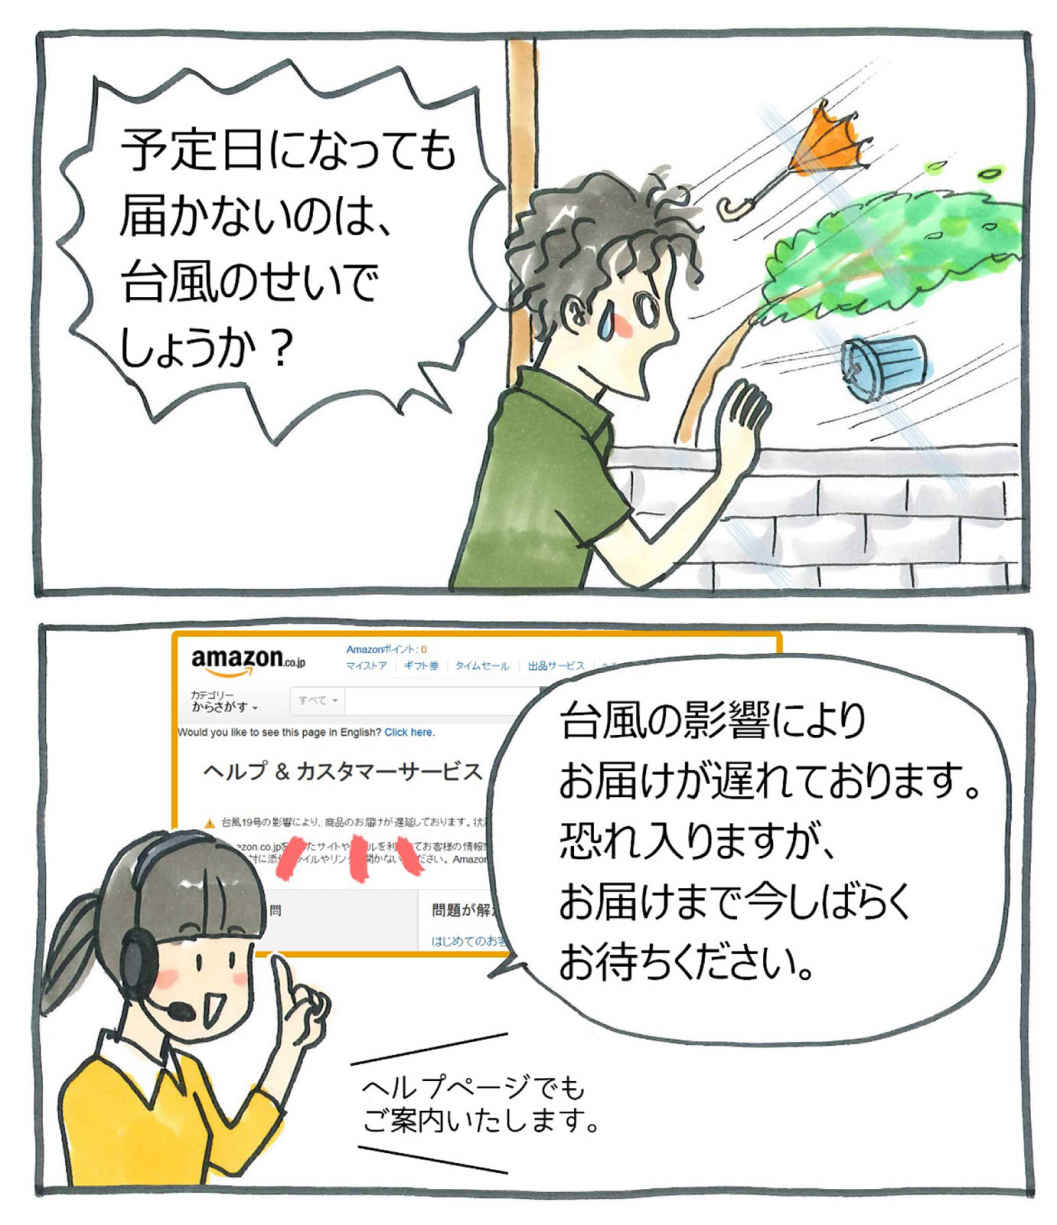 予定日になっても
届かないのは、
台風のせいで
しょうか？
amazon.co.jp
Amazonポイント: 0
マイストア ギフト券 タイムセール 出品サービス
カテゴリー
からさがす
すべて
Would you like to see this page in English? Click here.
ヘルプ & カスタマーサービス
台風19号の影響により、商品のお届けが遅延しております。
台風の影響により
お届けが遅れております。
恐れ入りますが、
お届けまで今しばらく
お待ちください。
問
問題が解
はじめてのお
ヘルプページでも
ご案内いたします。